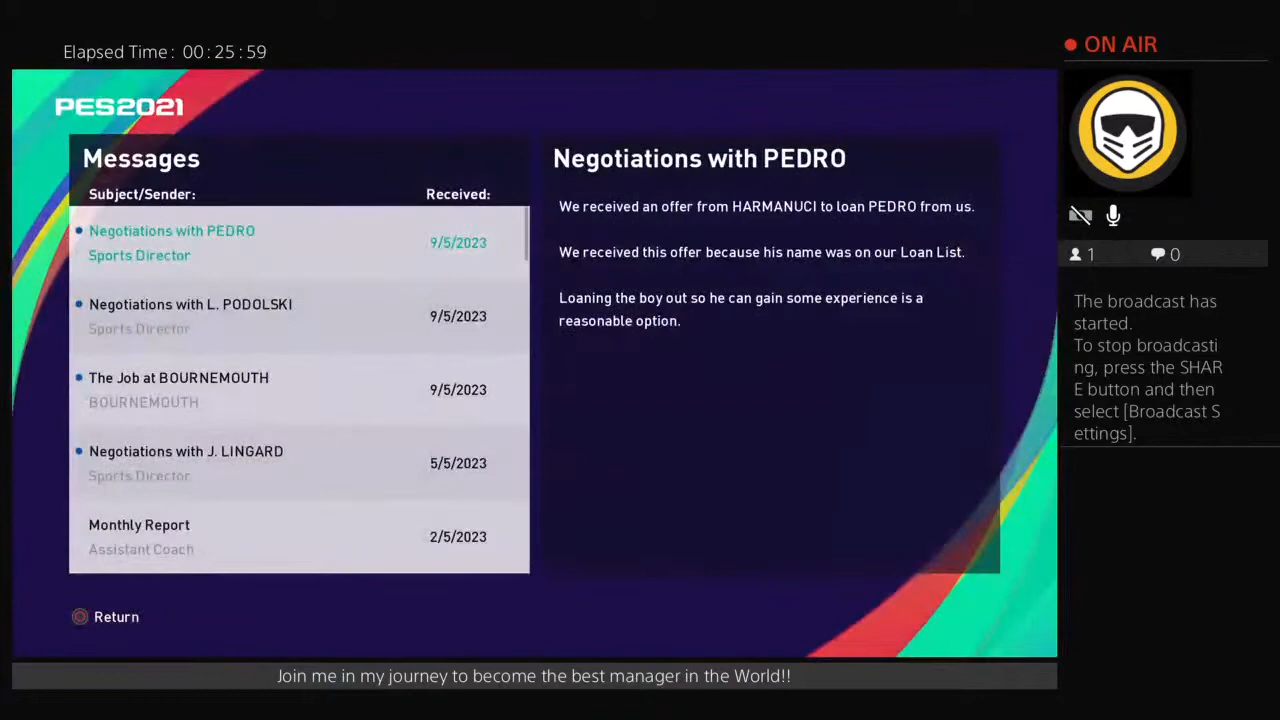 Elapsed Time: 00:25:59
ON AIR
PES2021
Messages
Subject/Sender:
Received:
Negotiations with PEDRO
Sports Director
9/5/2023
Negotiations with L. PODOLSKI
Sports Director
9/5/2023
The Job at BOURNEMOUTH
BOURNEMOUTH
9/5/2023
Negotiations with J. LINGARD
Sports Director
5/5/2023
Monthly Report
Assistant Coach
2/5/2023
Negotiations with PEDRO
We received an offer from HARMANUCI to loan PEDRO from us.
We received this offer because his name was on our Loan List.
Loaning the boy out so he can gain some experience is a
reasonable option.
Return
1
0
The broadcast has
started.
To stop broadcasti
ng, press the SHAR
E button and then
select [Broadcast S
ettings].
Join me in my journey to become the best manager in the World!!